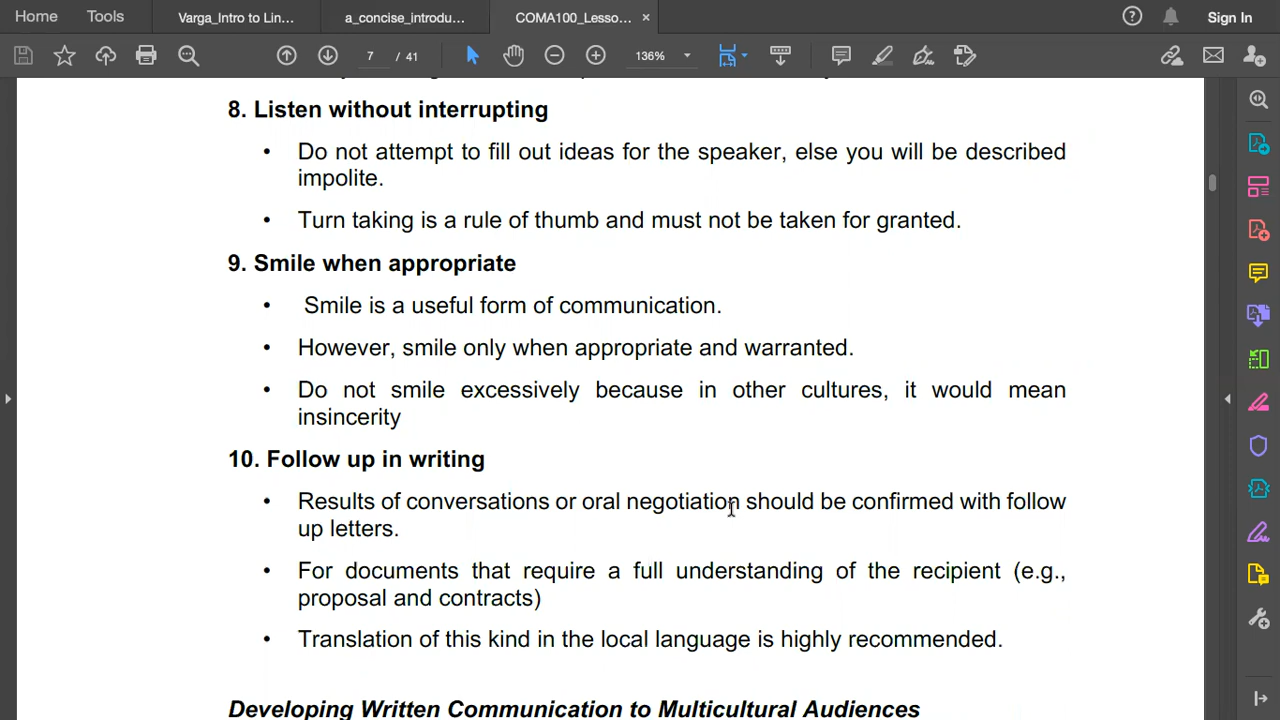 Home
Tools
Varga_Intro to Lin...
a_concise_introdu...
COMA100_Lesso...
×
Sign In
7 / 41
136%
8. Listen without interrupting
• Do not attempt to fill out ideas for the speaker, else you will be described
impolite.
• Turn taking is a rule of thumb and must not be taken for granted.
9. Smile when appropriate
• Smile is a useful form of communication.
• However, smile only when appropriate and warranted.
• Do not smile excessively because in other cultures, it would mean
insincerity
10. Follow up in writing
• Results of conversations or oral negotiation should be confirmed with follow
up letters.
• For documents that require a full understanding of the recipient (e.g.,
proposal and contracts)
• Translation of this kind in the local language is highly recommended.
Developing Written Communication to Multicultural Audiences